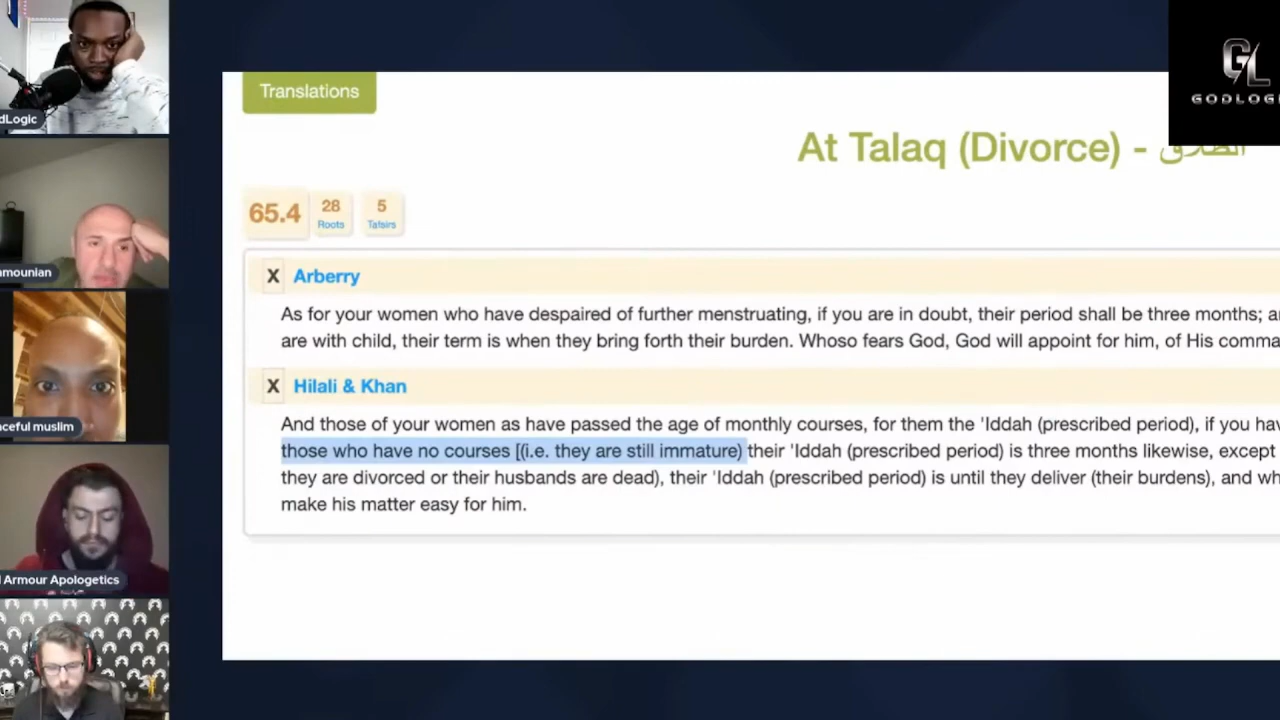 dLogic
amounian
aceful muslim
Armour Apologetics
GL
GODLOGI
Translations
At Talaq (Divorce) - الطلاق
65.4
28
Roots
5
Tafsirs
X Arberry
As for your women who have despaired of further menstruating, if you are in doubt, their period shall be three months; a
are with child, their term is when they bring forth their burden. Whoso fears God, God will appoint for him, of His comma
X Hilali & Khan
And those of your women as have passed the age of monthly courses, for them the 'Iddah (prescribed period), if you hav
those who have no courses [(i.e. they are still immature) their 'Iddah (prescribed period) is three months likewise, except
they are divorced or their husbands are dead), their 'Iddah (prescribed period) is until they deliver (their burdens), and wh
make his matter easy for him.